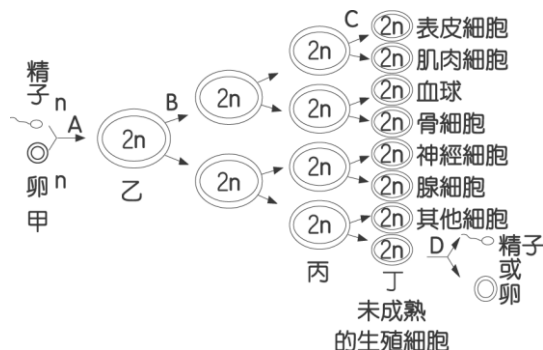 精子 n
卵 n
甲
A
2n
乙
B
2n
2n
2n
2n
2n
2n
丙
C
2n 表皮細胞
2n 肌肉細胞
2n 血球
2n 骨細胞
2n 神經細胞
2n 腺細胞
2n 其他細胞
2n
丁
未成熟
的生殖細胞
D
精子
或
卵